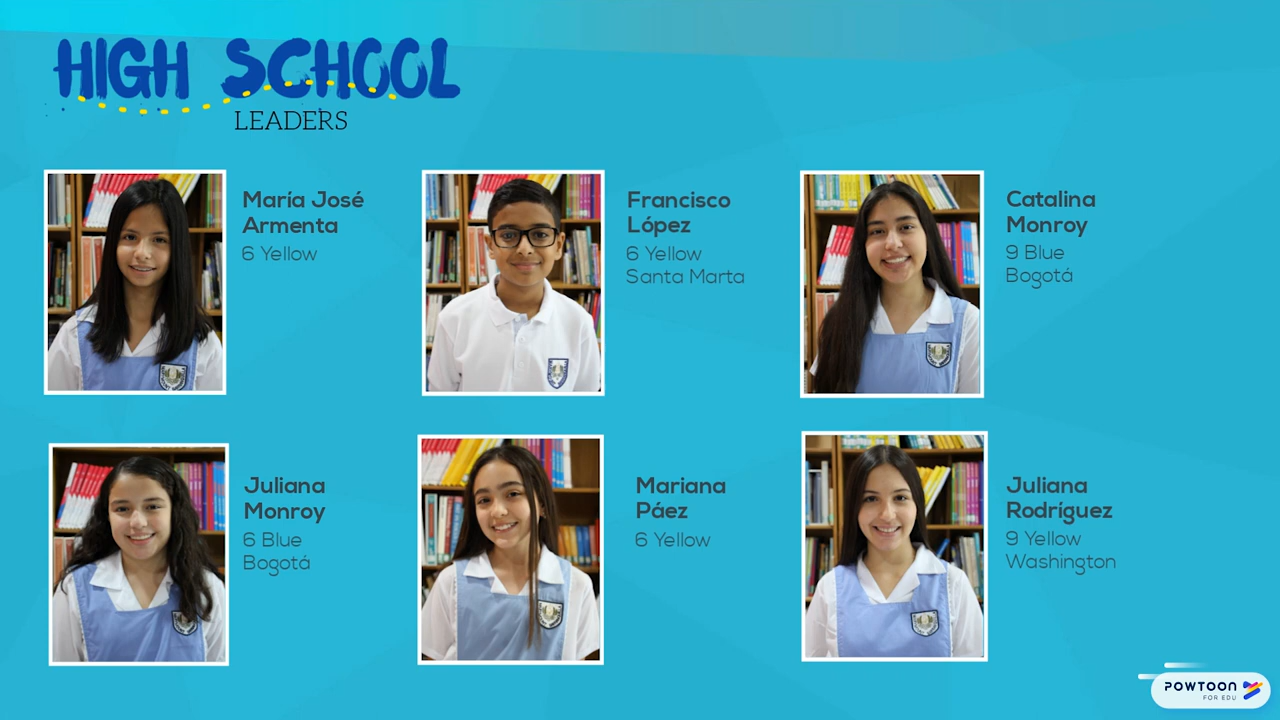 HIGH SCHOOL
LEADERS
María José
Armenta
6 Yellow
Francisco
López
6 Yellow
Santa Marta
Catalina
Monroy
9 Blue
Bogotá
Juliana
Monroy
6 Blue
Bogotá
Mariana
Páez
6 Yellow
Juliana
Rodríguez
9 Yellow
Washington
POWTOON
FOR EDU